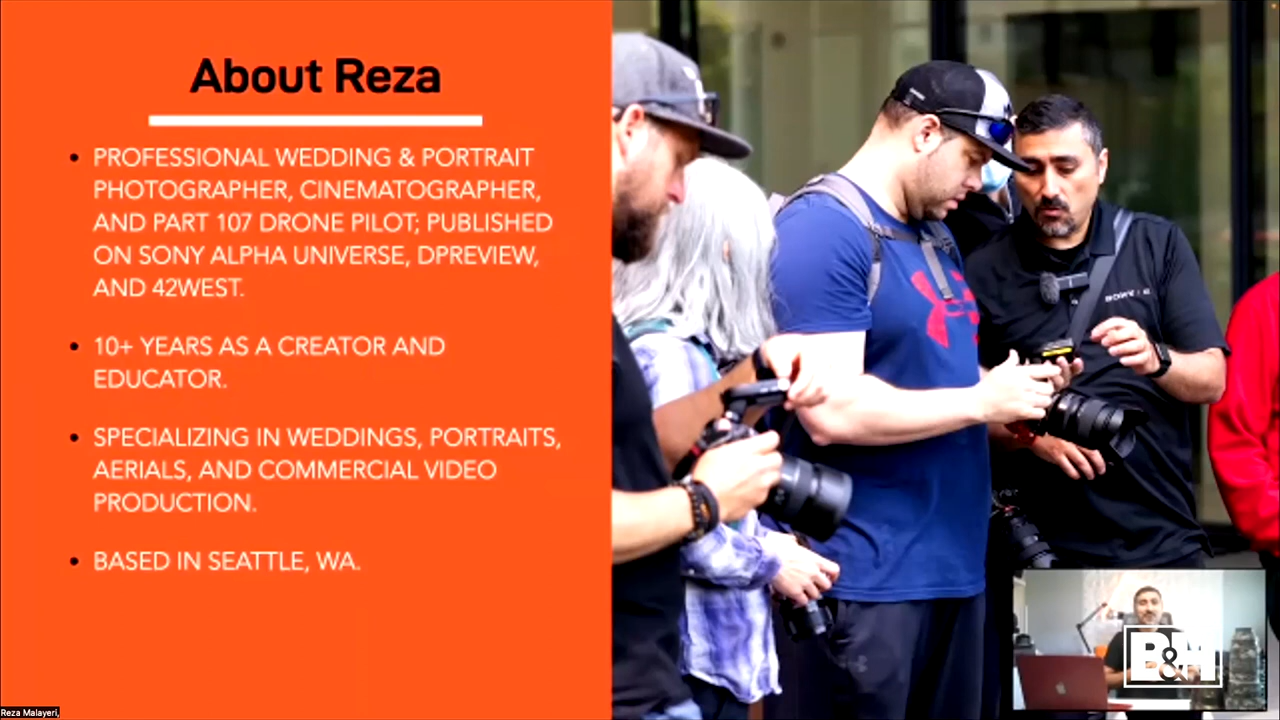 About Reza
• PROFESSIONAL WEDDING & PORTRAIT
PHOTOGRAPHER, CINEMATOGRAPHER,
AND PART 107 DRONE PILOT; PUBLISHED
ON SONY ALPHA UNIVERSE, DPREVIEW,
AND 42WEST.
• 10+ YEARS AS A CREATOR AND
EDUCATOR.
• SPECIALIZING IN WEDDINGS, PORTRAITS,
AERIALS, AND COMMERCIAL VIDEO
PRODUCTION.
• BASED IN SEATTLE, WA.
B&H
Reza Malayeri,